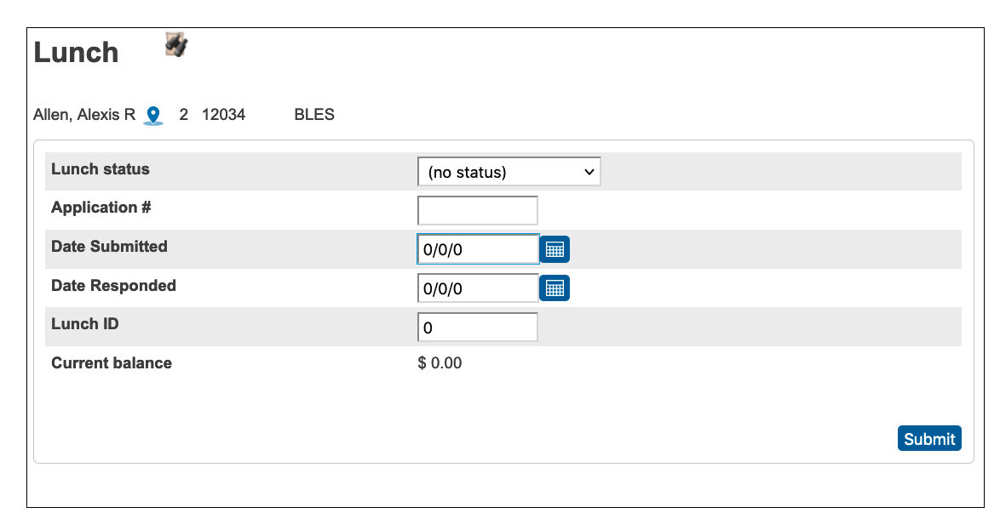 Lunch
Allen, Alexis R 2 12034 BLES
Lunch status (no status)
Application #
Date Submitted 0/0/0
Date Responded 0/0/0
Lunch ID 0
Current balance $ 0.00
Submit